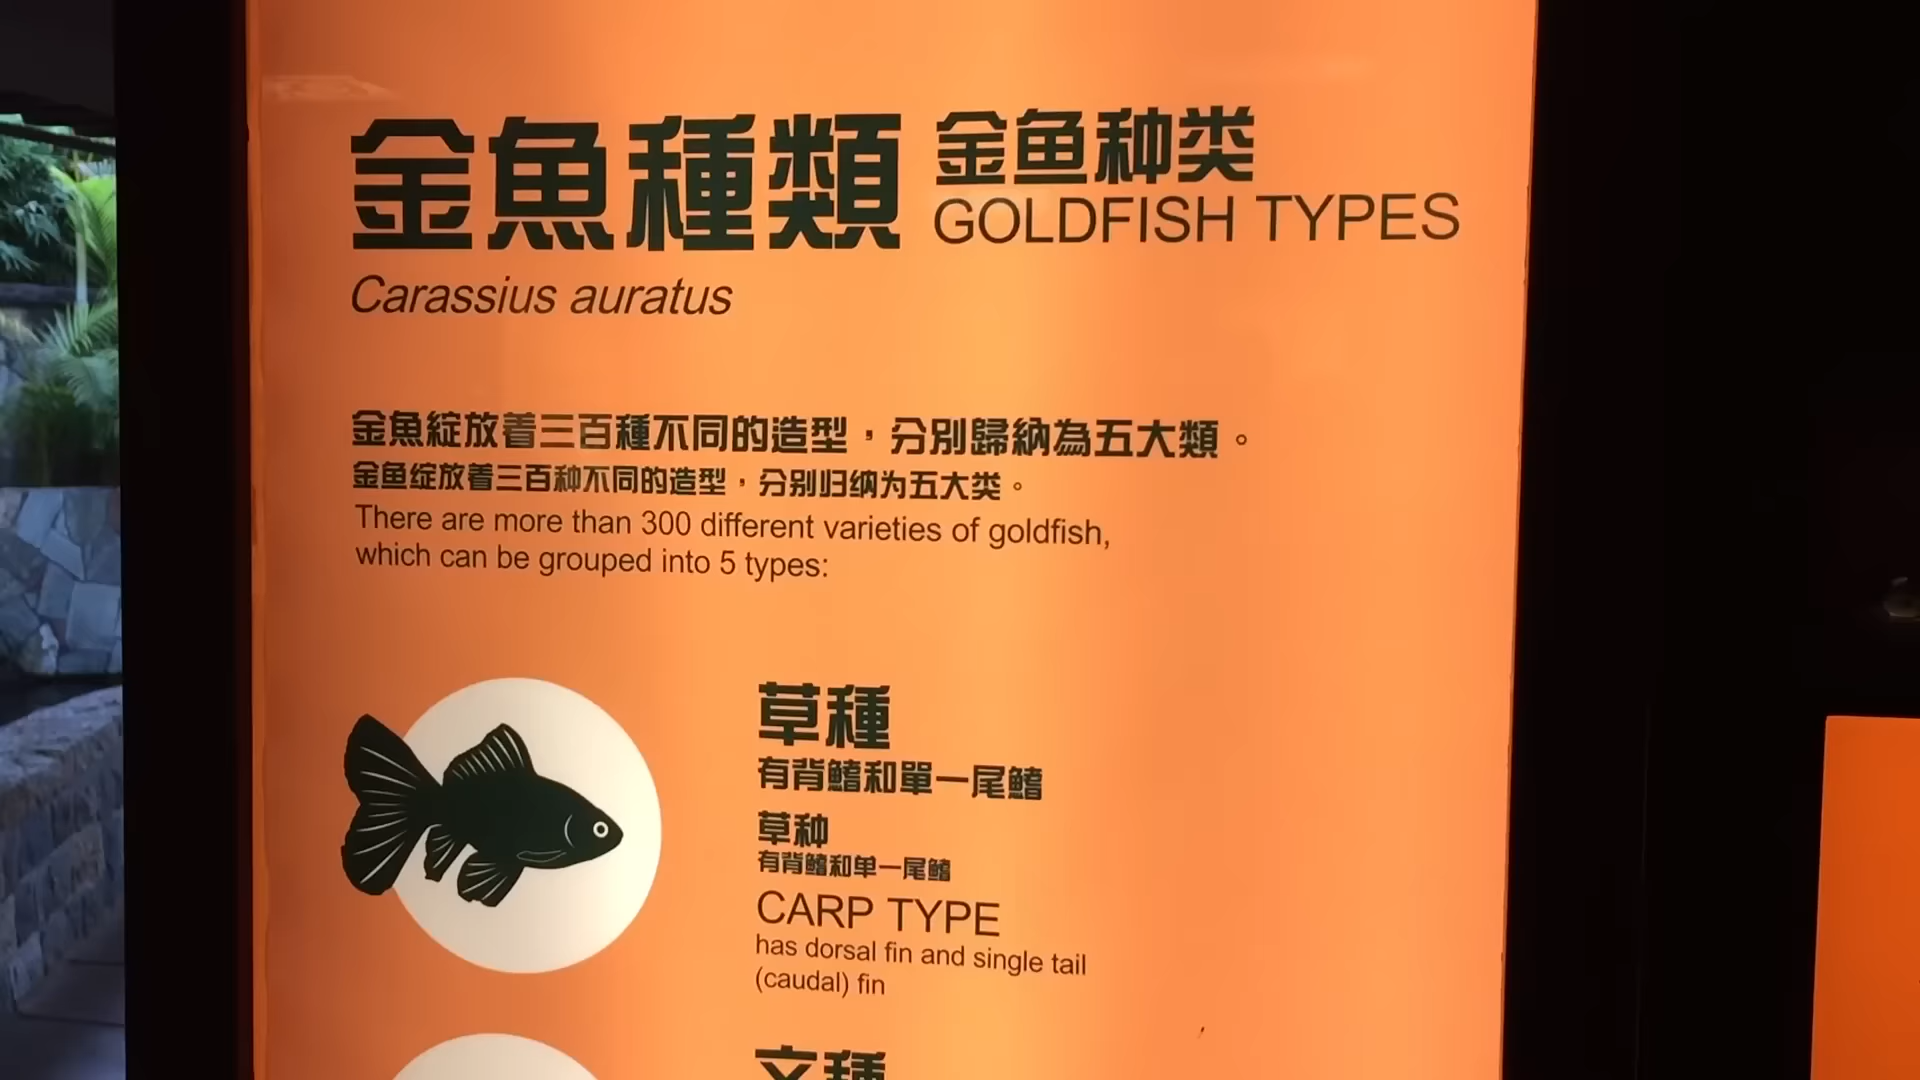 金魚種類
金鱼种类
GOLDFISH TYPES
Carassius auratus
金魚綻放着三百種不同的造型，分別歸納為五大類。
金鱼绽放着三百种不同的造型，分别归纳为五大类。
There are more than 300 different varieties of goldfish,
which can be grouped into 5 types:
草種
有背鰭和單一尾鰭
草种
有背鳍和单一尾鳍
CARP TYPE
has dorsal fin and single tail
(caudal) fin
文種